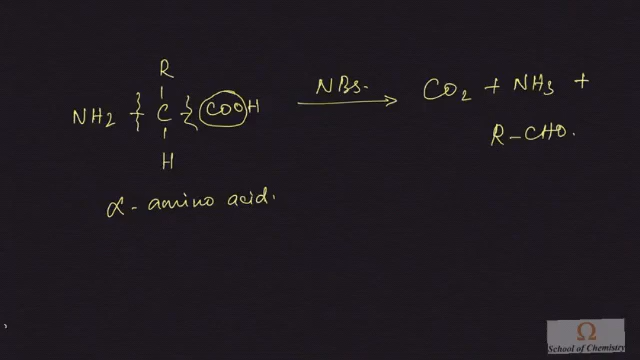 R
NH2 - C - COOH
H
α - amino acid.
NBs.
CO2 + NH3 +
R-CHO.
Ω
School of Chemistry